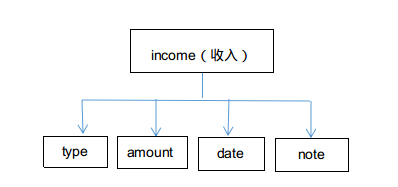 income（收入）
type
amount
date
note